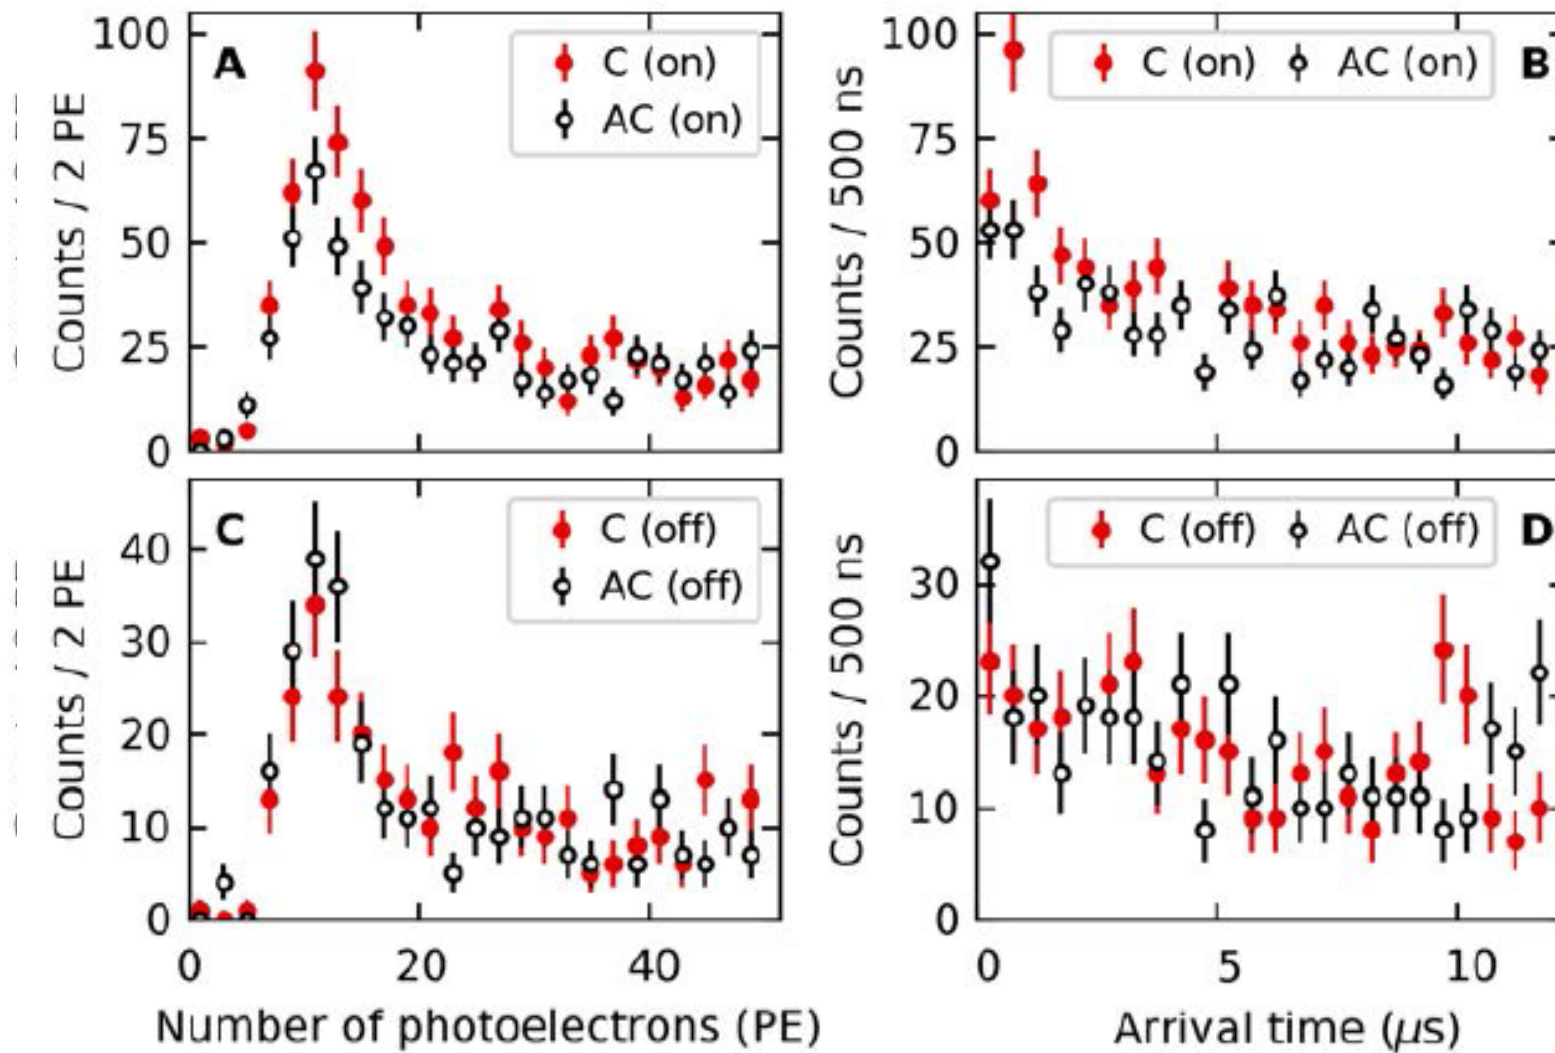 A
C (on)
AC (on)
100
75
50
25
0
Counts / 2 PE
B
C (on)
AC (on)
100
75
50
25
0
Counts / 500 ns
C
C (off)
AC (off)
40
30
20
10
0
Counts / 2 PE
0
20
40
Number of photoelectrons (PE)
D
C (off)
AC (off)
30
20
10
0
Counts / 500 ns
0
5
10
Arrival time (μs)